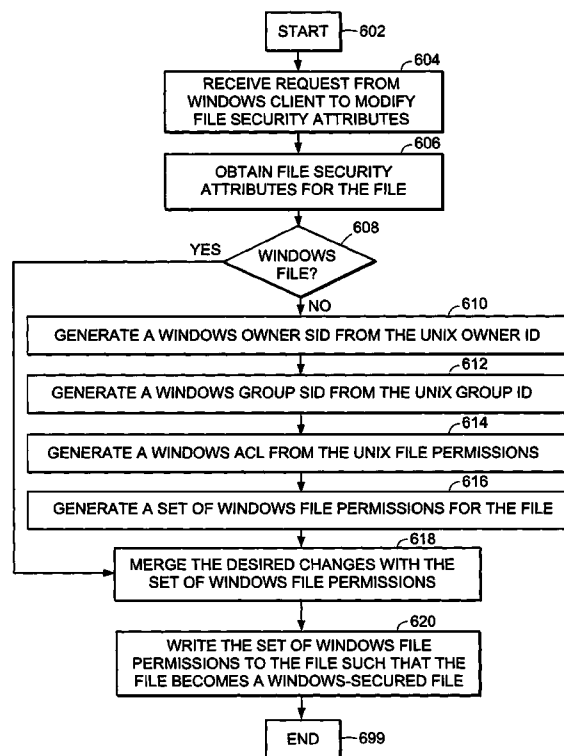 START
602
604
RECEIVE REQUEST FROM
WINDOWS CLIENT TO MODIFY
FILE SECURITY ATTRIBUTES
606
OBTAIN FILE SECURITY
ATTRIBUTES FOR THE FILE
608
YES
WINDOWS
FILE?
NO
610
GENERATE A WINDOWS OWNER SID FROM THE UNIX OWNER ID
612
GENERATE A WINDOWS GROUP SID FROM THE UNIX GROUP ID
614
GENERATE A WINDOWS ACL FROM THE UNIX FILE PERMISSIONS
616
GENERATE A SET OF WINDOWS FILE PERMISSIONS FOR THE FILE
618
MERGE THE DESIRED CHANGES WITH THE
SET OF WINDOWS FILE PERMISSIONS
620
WRITE THE SET OF WINDOWS FILE
PERMISSIONS TO THE FILE SUCH THAT THE
FILE BECOMES A WINDOWS-SECURED FILE
END
699